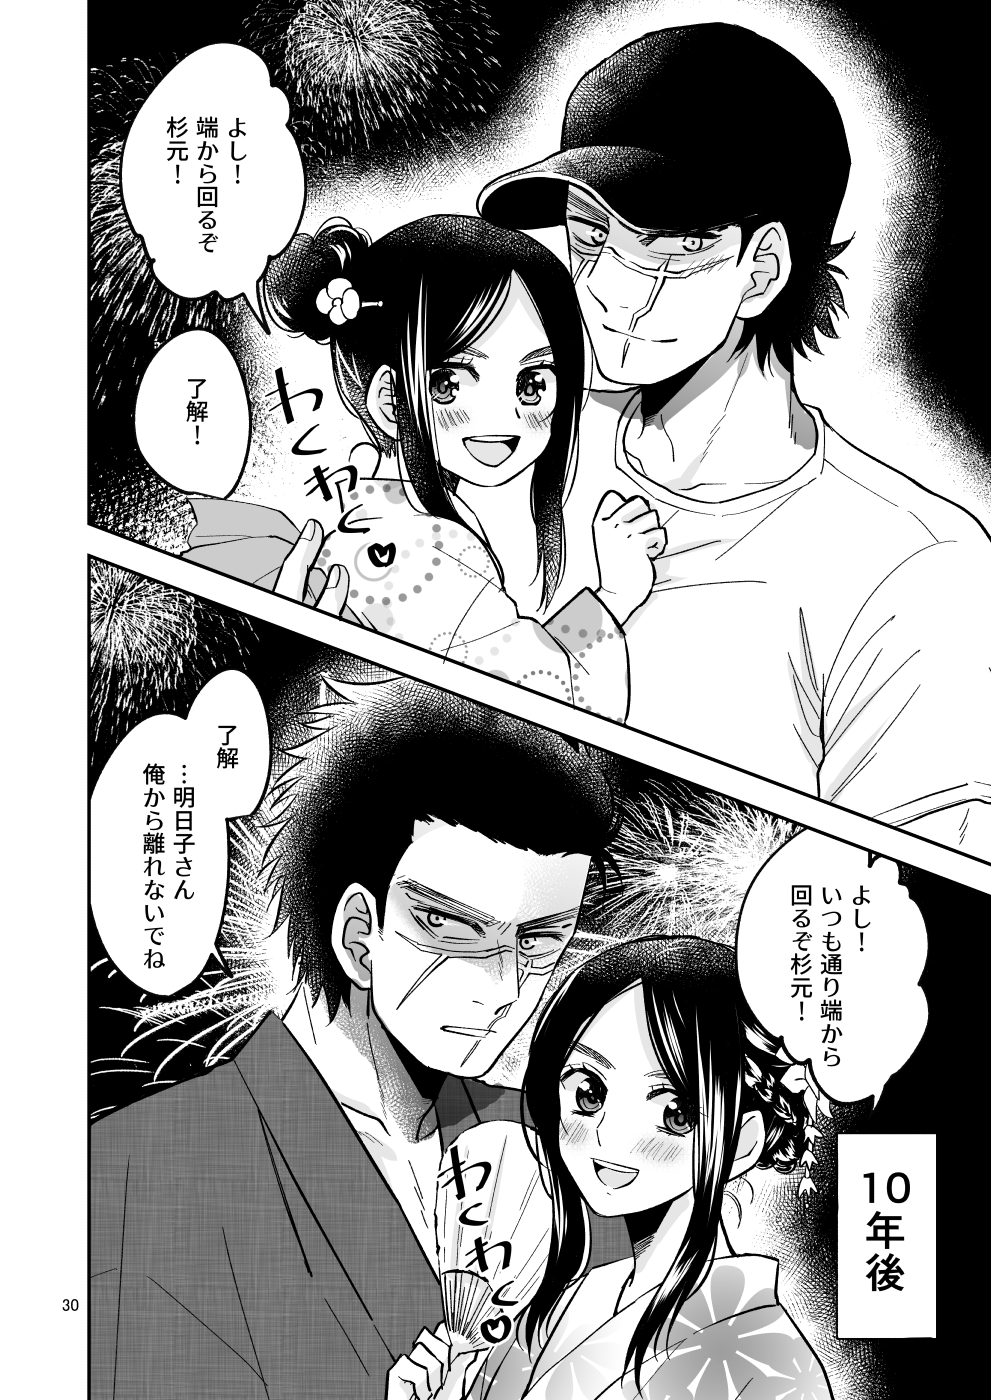 よし！
端から回るぞ
杉元！
了解！
わくわく♡
よし！
いつも通り端から
回るぞ杉元！
了解
…明日子さん
俺から離れないでね
わくわく♡
10年後
30